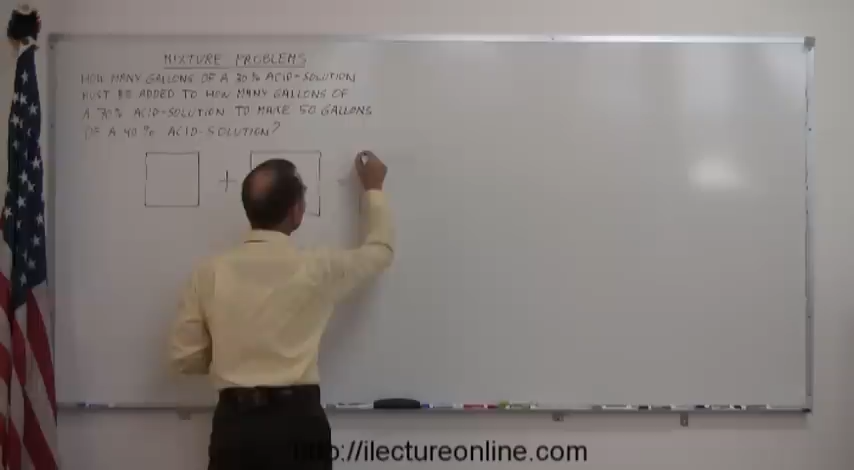 MIXTURE PROBLEMS
HOW MANY GALLONS OF A 30% ACID-SOLUTION
MUST BE ADDED TO HOW MANY GALLONS OF
A 70% ACID-SOLUTION TO MAKE 50 GALLONS
OF A 40% ACID-SOLUTION?
+
http://ilectureonline.com